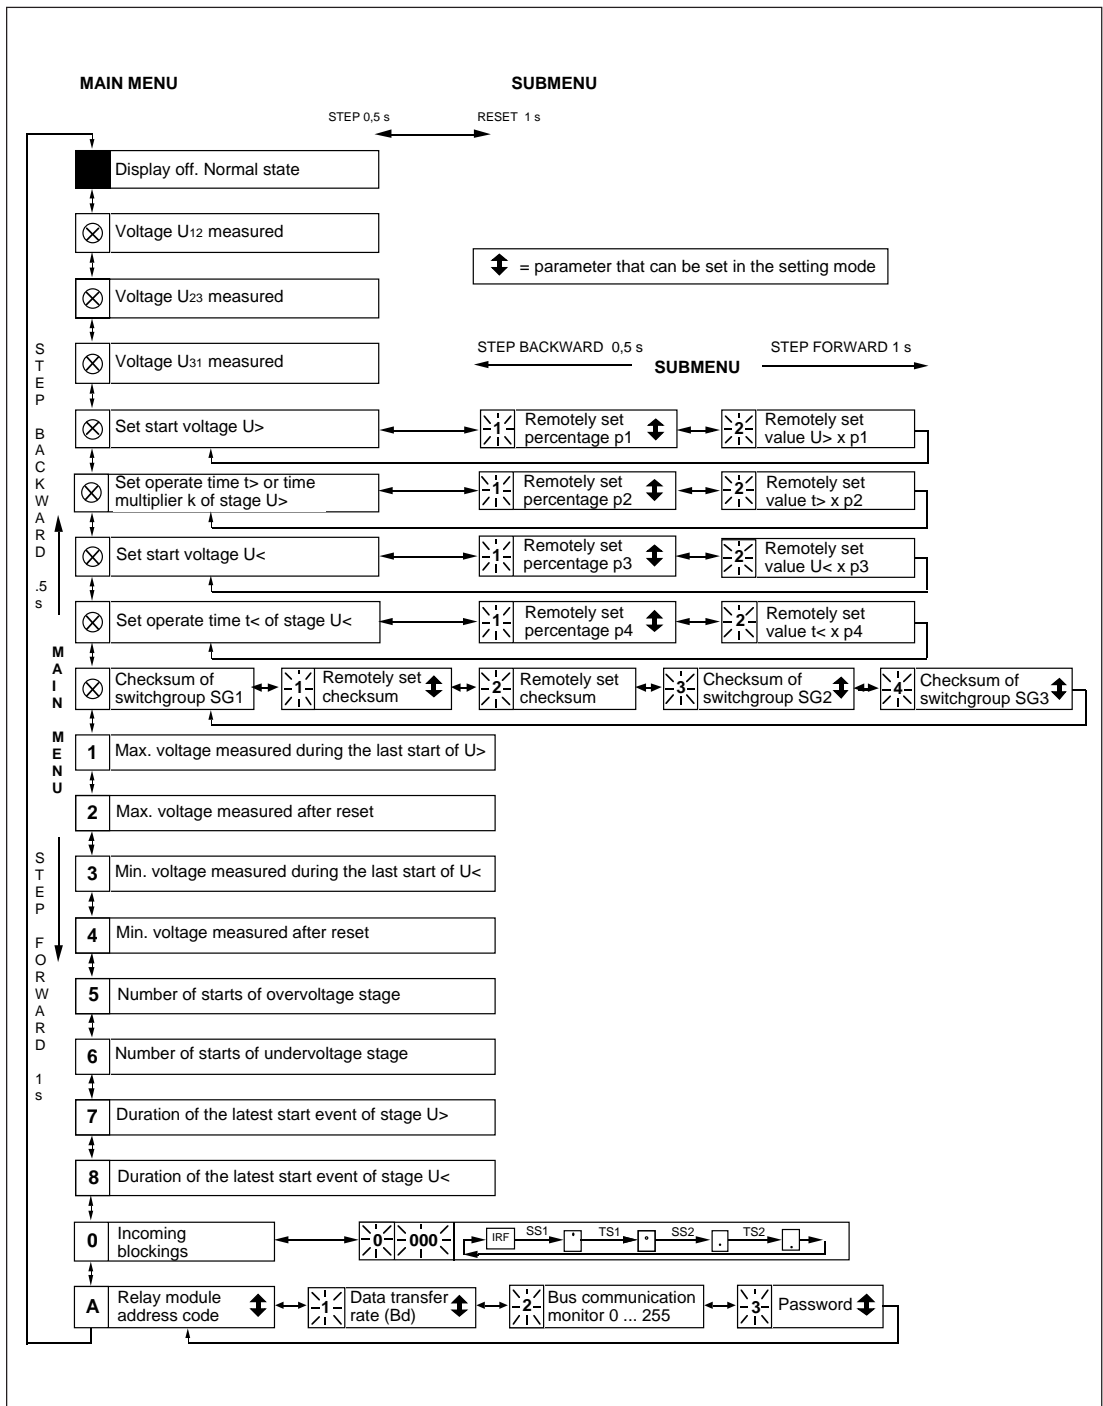 MAIN MENU
SUBMENU
STEP 0,5 s
RESET 1 s
Display off. Normal state
Voltage U12 measured
= parameter that can be set in the setting mode
Voltage U23 measured
Voltage U31 measured
STEP BACKWARD 0,5 s
SUBMENU
STEP FORWARD 1 s
Set start voltage U>
1 Remotely set
percentage p1
2 Remotely set
value U> x p1
Set operate time t> or time
multiplier k of stage U>
1 Remotely set
percentage p2
2 Remotely set
value t> x p2
Set start voltage U<
1 Remotely set
percentage p3
2 Remotely set
value U< x p3
Set operate time t< of stage U<
1 Remotely set
percentage p4
2 Remotely set
value t< x p4
Checksum of
switchgroup SG1
1 Remotely set
checksum
2 Remotely set
checksum
3 Checksum of
switchgroup SG2
4 Checksum of
switchgroup SG3
STEP BACKWARD .5 s
MAIN MENU
STEP FORWARD 1 s
1 Max. voltage measured during the last start of U>
2 Max. voltage measured after reset
3 Min. voltage measured during the last start of U<
4 Min. voltage measured after reset
5 Number of starts of overvoltage stage
6 Number of starts of undervoltage stage
7 Duration of the latest start event of stage U>
8 Duration of the latest start event of stage U<
0 Incoming
blockings
0 000 IRF SS1 TS1 SS2 TS2
A Relay module
address code
1 Data transfer
rate (Bd)
2 Bus communication
monitor 0 ... 255
3 Password